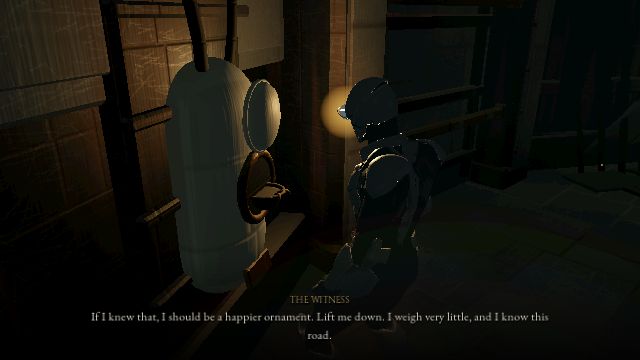 THE WITNESS
If I knew that, I should be a happier ornament. Lift me down. I weigh very little, and I know this
road.